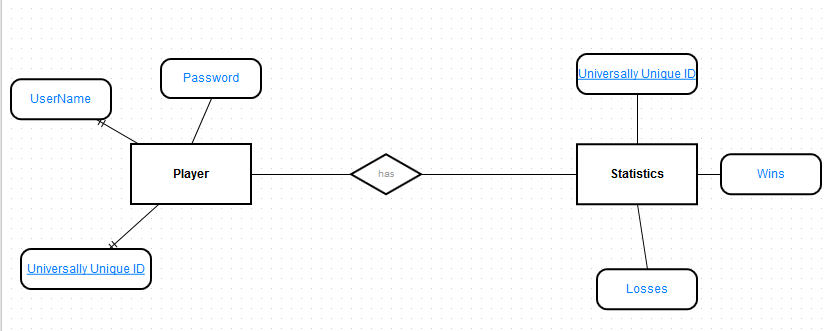 Universally Unique ID
Password
UserName
Player
has
Statistics
Wins
Universally Unique ID
Losses